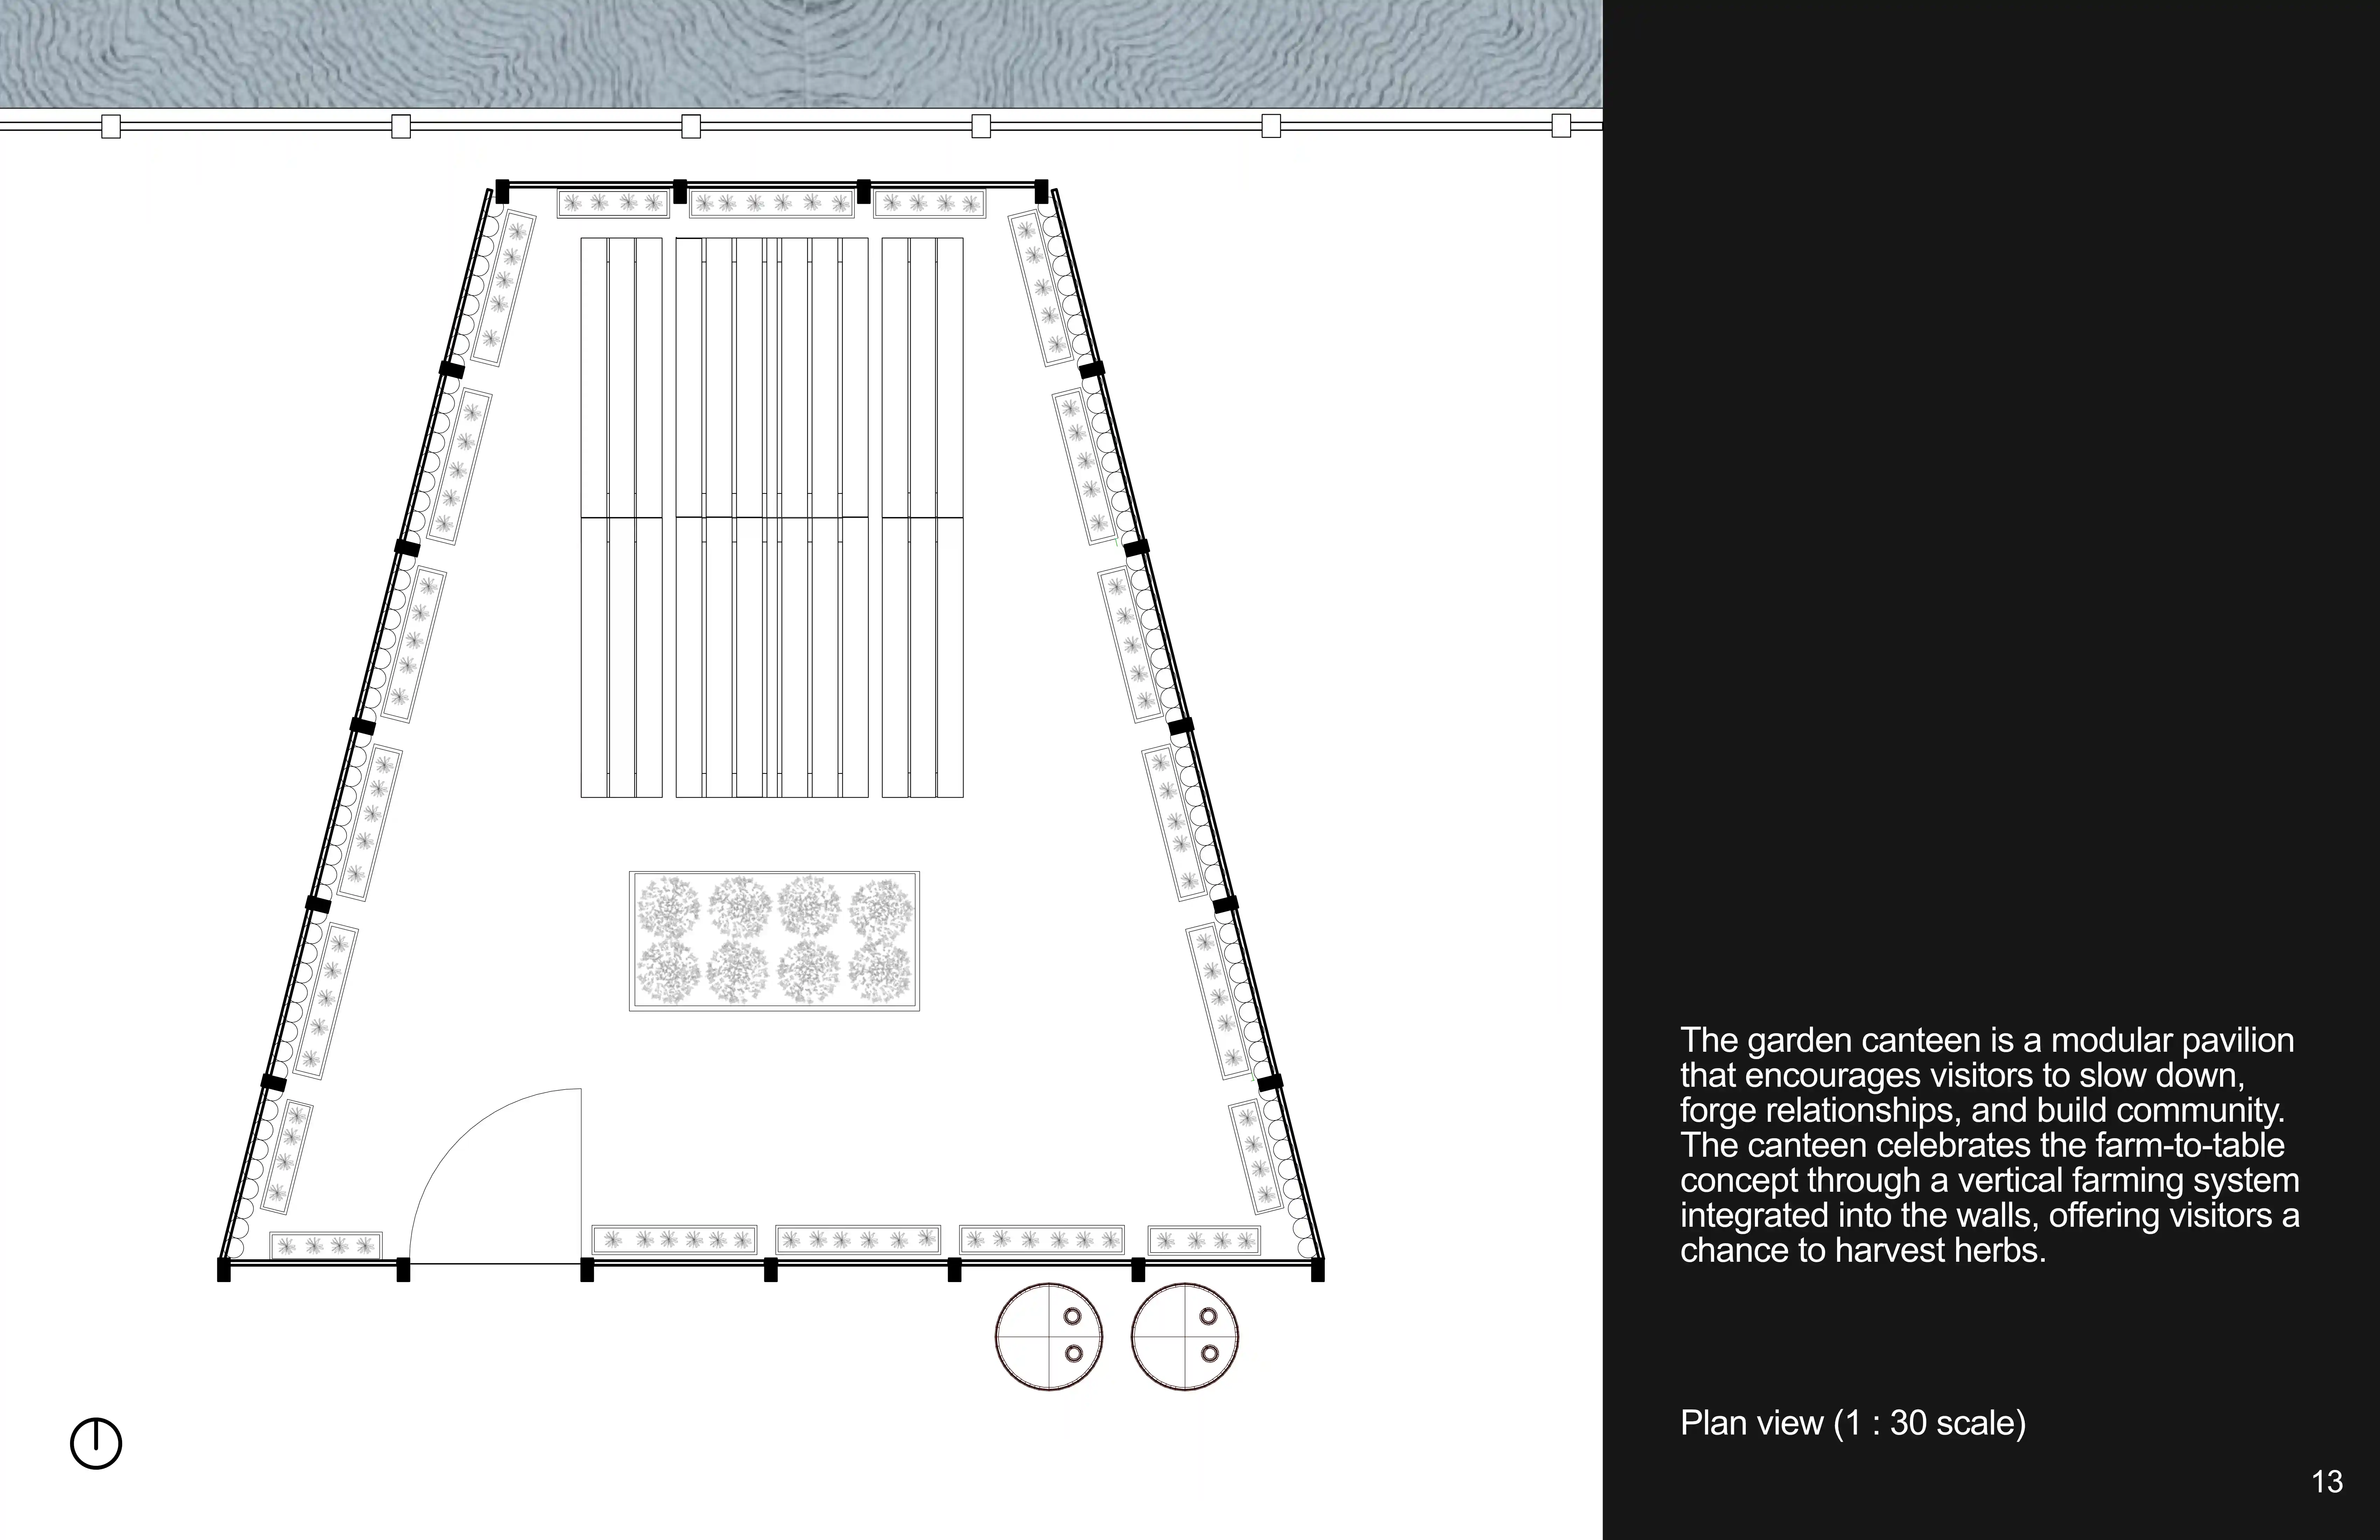 The garden canteen is a modular pavilion
that encourages visitors to slow down,
forge relationships, and build community.
The canteen celebrates the farm-to-table
concept through a vertical farming system
integrated into the walls, offering visitors a
chance to harvest herbs.
Plan view (1 : 30 scale)
13